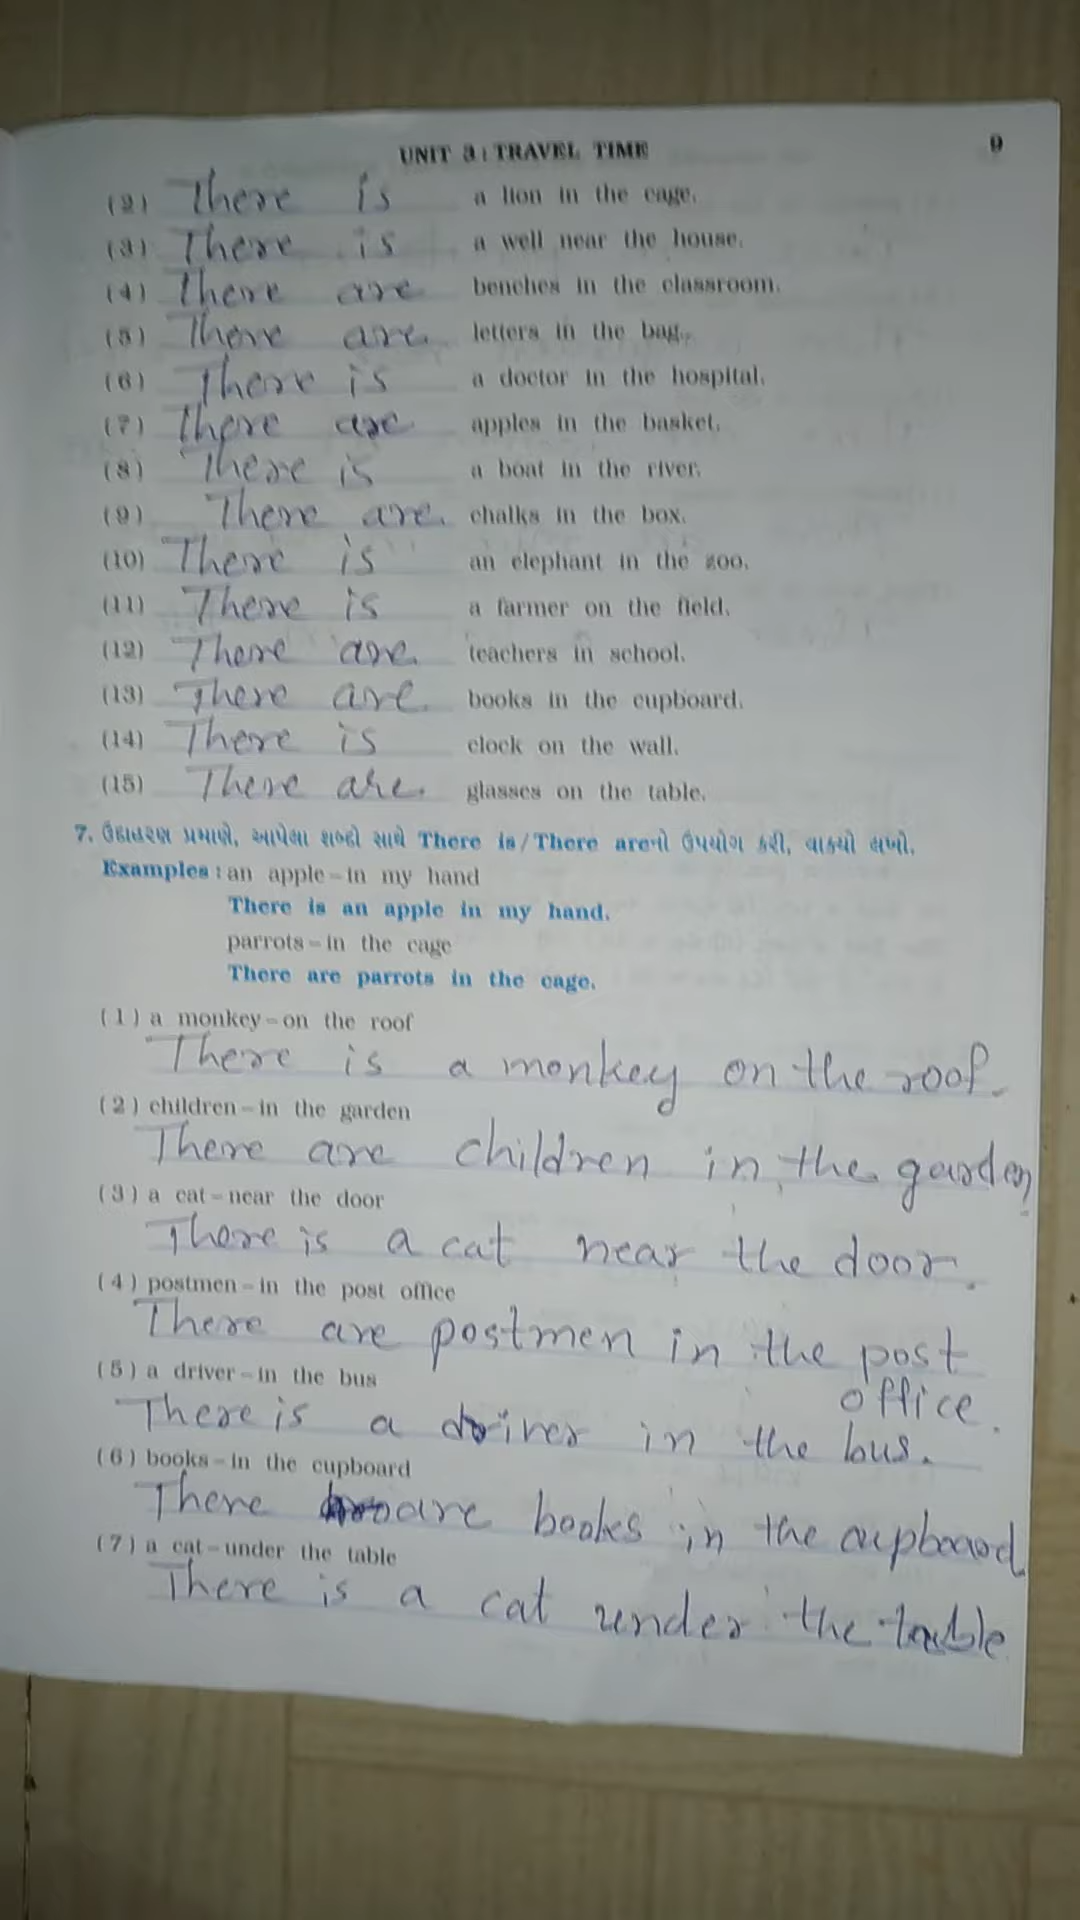 UNIT 3 : TRAVEL TIME 9
(2) There is a lion in the cage.
(3) There is a well near the house.
(4) There are benches in the classroom.
(5) There are letters in the bag.
(6) There is a doctor in the hospital.
(7) There are apples in the basket.
(8) There is a boat in the river.
(9) There are. chalks in the box.
(10) There is an elephant in the zoo.
(11) There is a farmer on the field.
(12) There are teachers in school.
(13) There are books in the cupboard.
(14) There is clock on the wall.
(15) There are. glasses on the table.
7. ઉદાહરણ પ્રમાણે, આપેલા શબ્દો સાથે There is/There areનો ઉપયોગ કરી, વાક્યો લખો.
Examples : an apple – in my hand
There is an apple in my hand.
parrots – in the cage
There are parrots in the cage.
(1) a monkey – on the roof
There is a monkey on the roof.
(2) children – in the garden
There are children in the garden
(3) a cat – near the door
There is a cat near the door.
(4) postmen – in the post office
There are postmen in the post
office.
(5) a driver – in the bus
There is a driver in the bus.
(6) books – in the cupboard
There are books in the cupboard
(7) a cat – under the table
There is a cat under the table